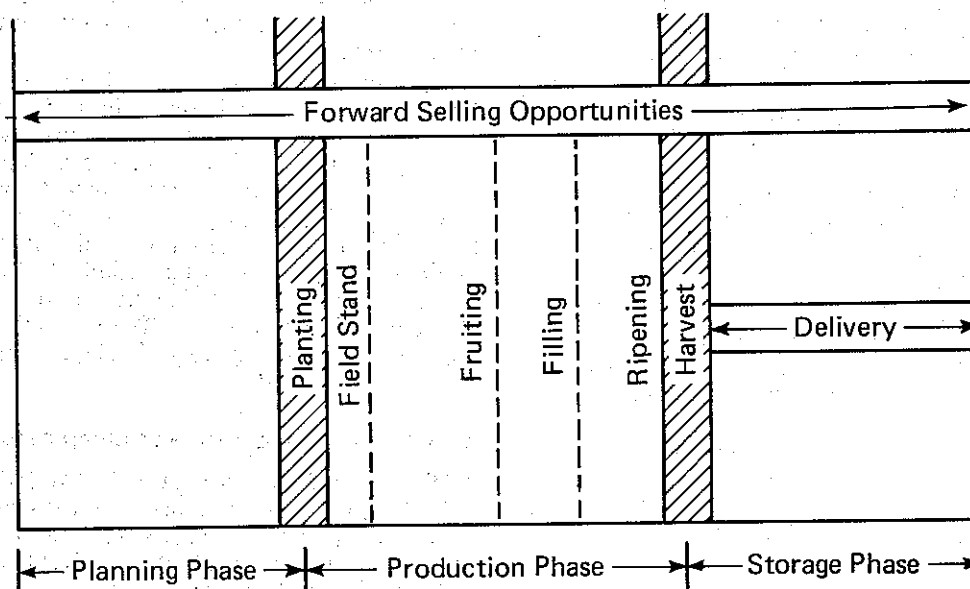 Forward Selling Opportunities
Planting
Field Stand
Fruiting
Filling
Ripening
Harvest
Delivery
Planning Phase
Production Phase
Storage Phase